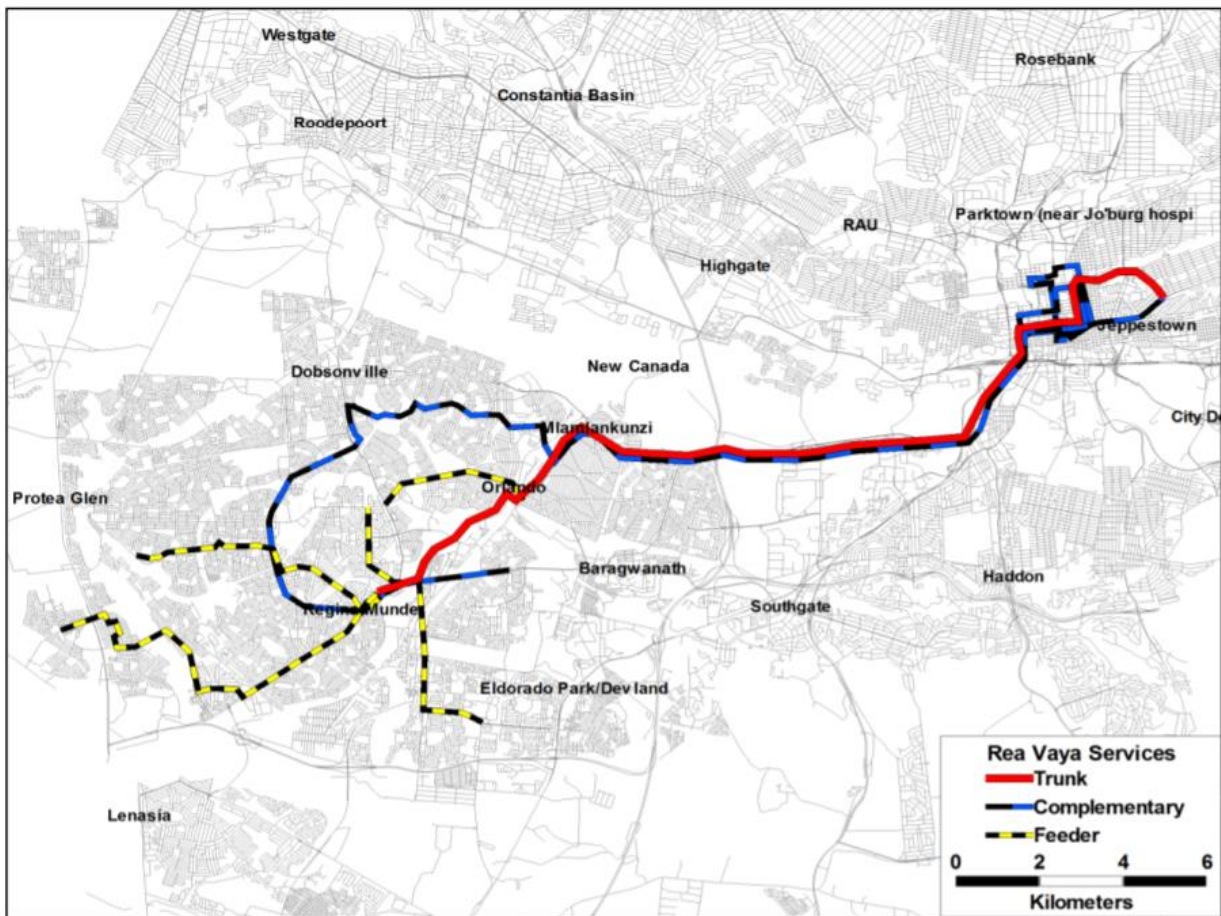 Westgate
Rosebank
Constantia Basin
Roodepoort
Parktown (near Jo'burg hospi
RAU
Highgate
Jeppestown
New Canada
Dobsonville
City De
Mlamlankunzi
Orlando
Protea Glen
Baragwanath
Haddon
Southgate
Regina Munde
Eldorado Park/Devland
Lenasia
Rea Vaya Services
Trunk
Complementary
Feeder
0 2 4 6
Kilometers